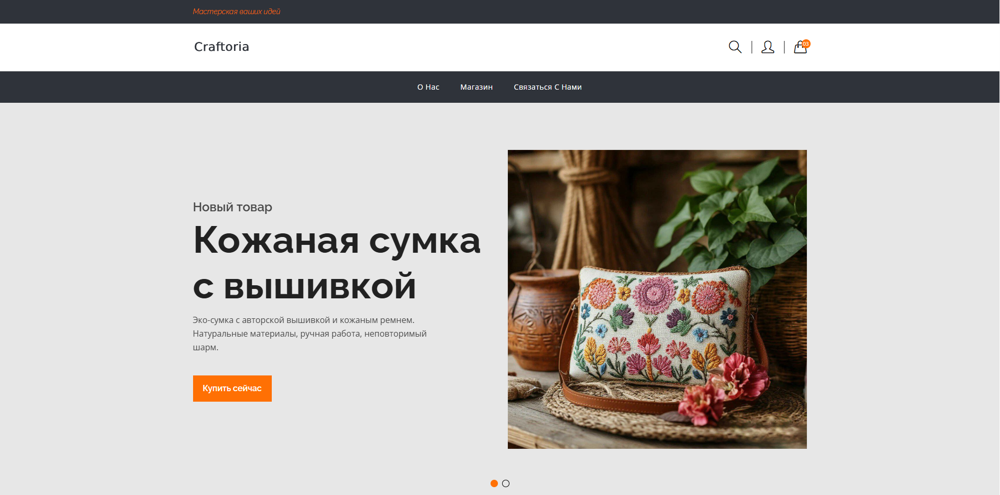 Мастерская ваших идей
Craftoria
03
О Нас Магазин Связаться С Нами
Новый товар
Кожаная сумка
с вышивкой
Эко-сумка с авторской вышивкой и кожаным ремнем.
Натуральные материалы, ручная работа, неповторимый
шарм.
Купить сейчас